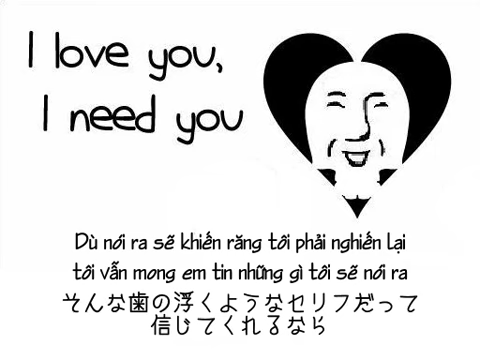 I love you,
I need you
Dù nói ra sẽ khiến răng tôi phải nghiến lại
tôi vẫn mong em tin những gì tôi sẽ nói ra
そんな歯の浮くようなセリフだって
信じてくれるなら